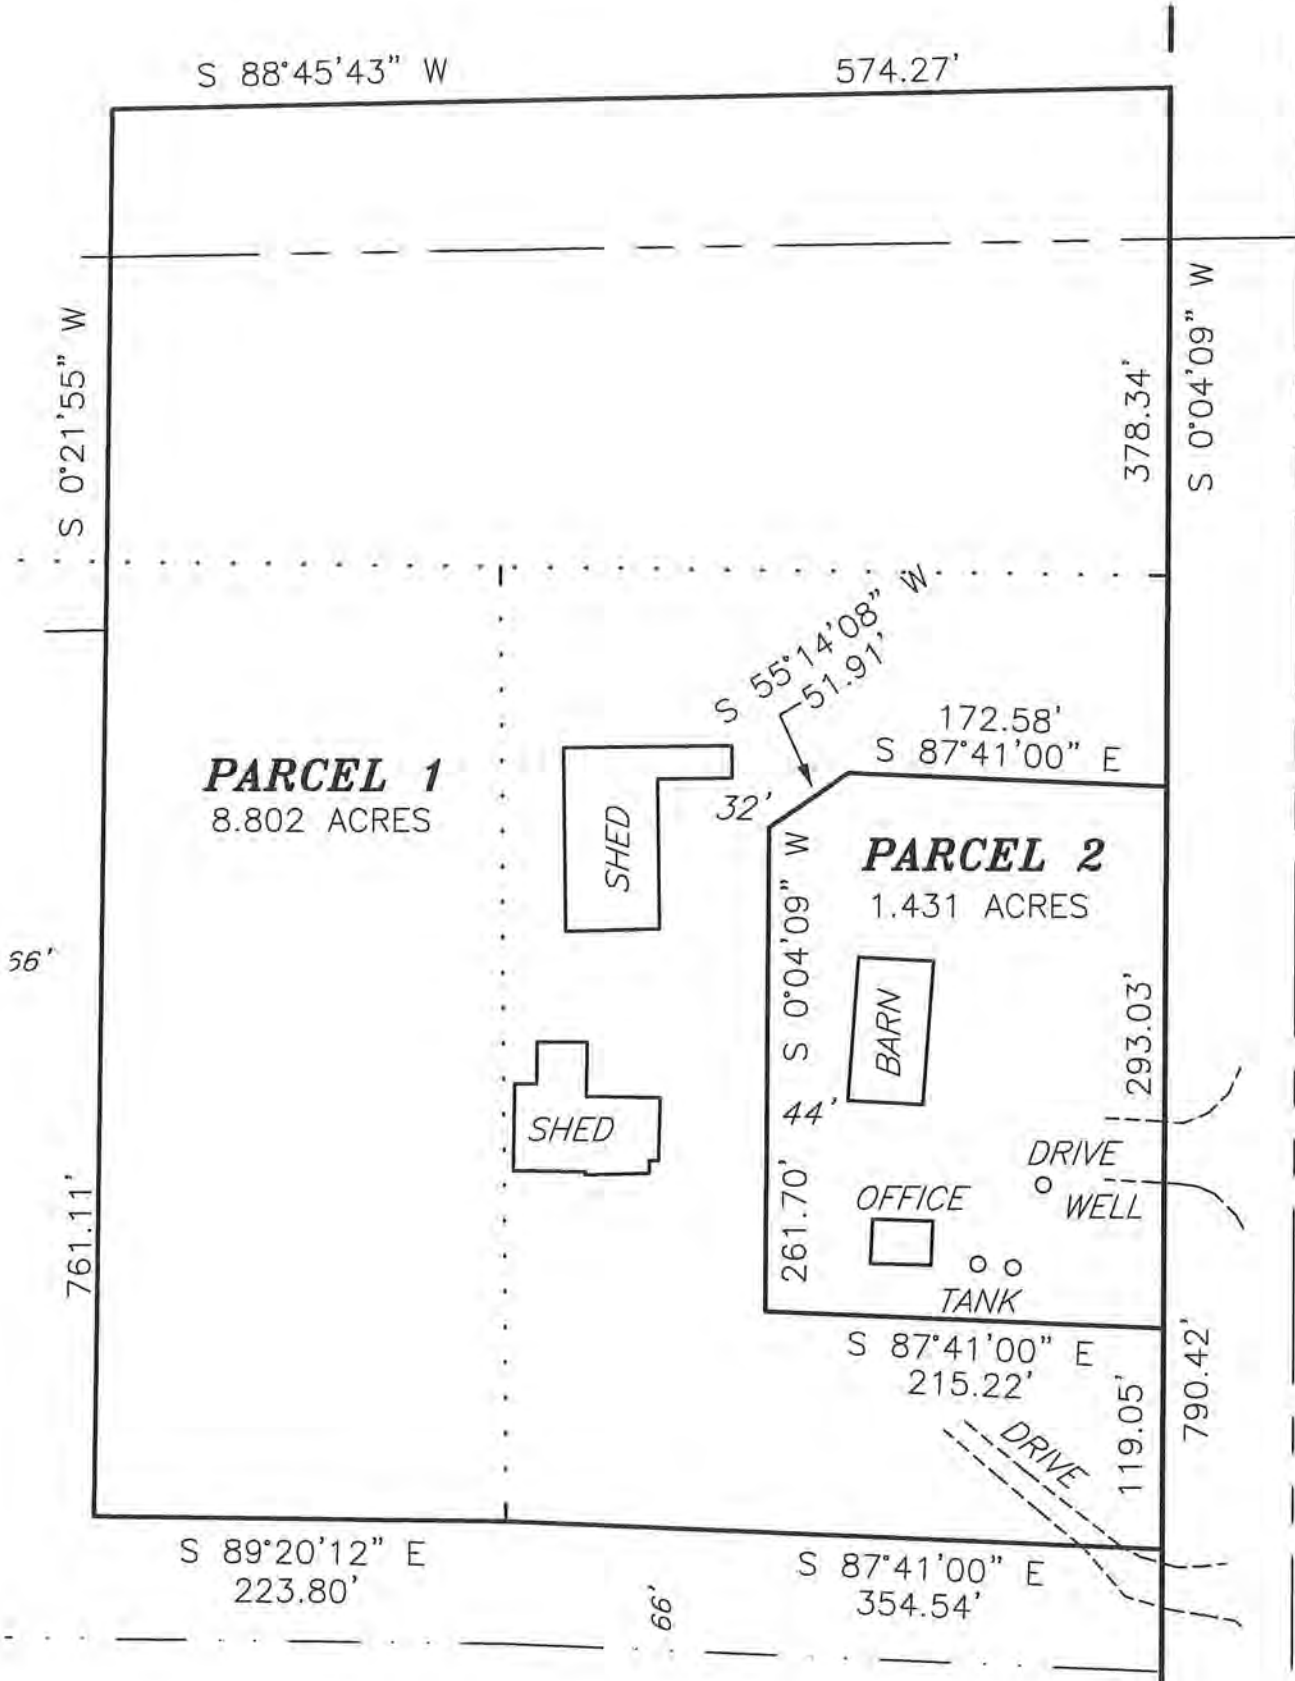 S 88°45'43" W
574.27'
S 0°21'55" W
S 0°04'09" W
378.34'
S 55°14'08" W
51.91'
172.58'
S 87°41'00" E
PARCEL 1
8.802 ACRES
32'
SHED
PARCEL 2
1.431 ACRES
S 0°04'09" W
BARN
293.03'
44'
SHED
DRIVE
WELL
OFFICE
261.70'
TANK
761.11'
S 87°41'00" E
215.22'
790.42'
119.05'
DRIVE
S 89°20'12" E
223.80'
S 87°41'00" E
354.54'
66'